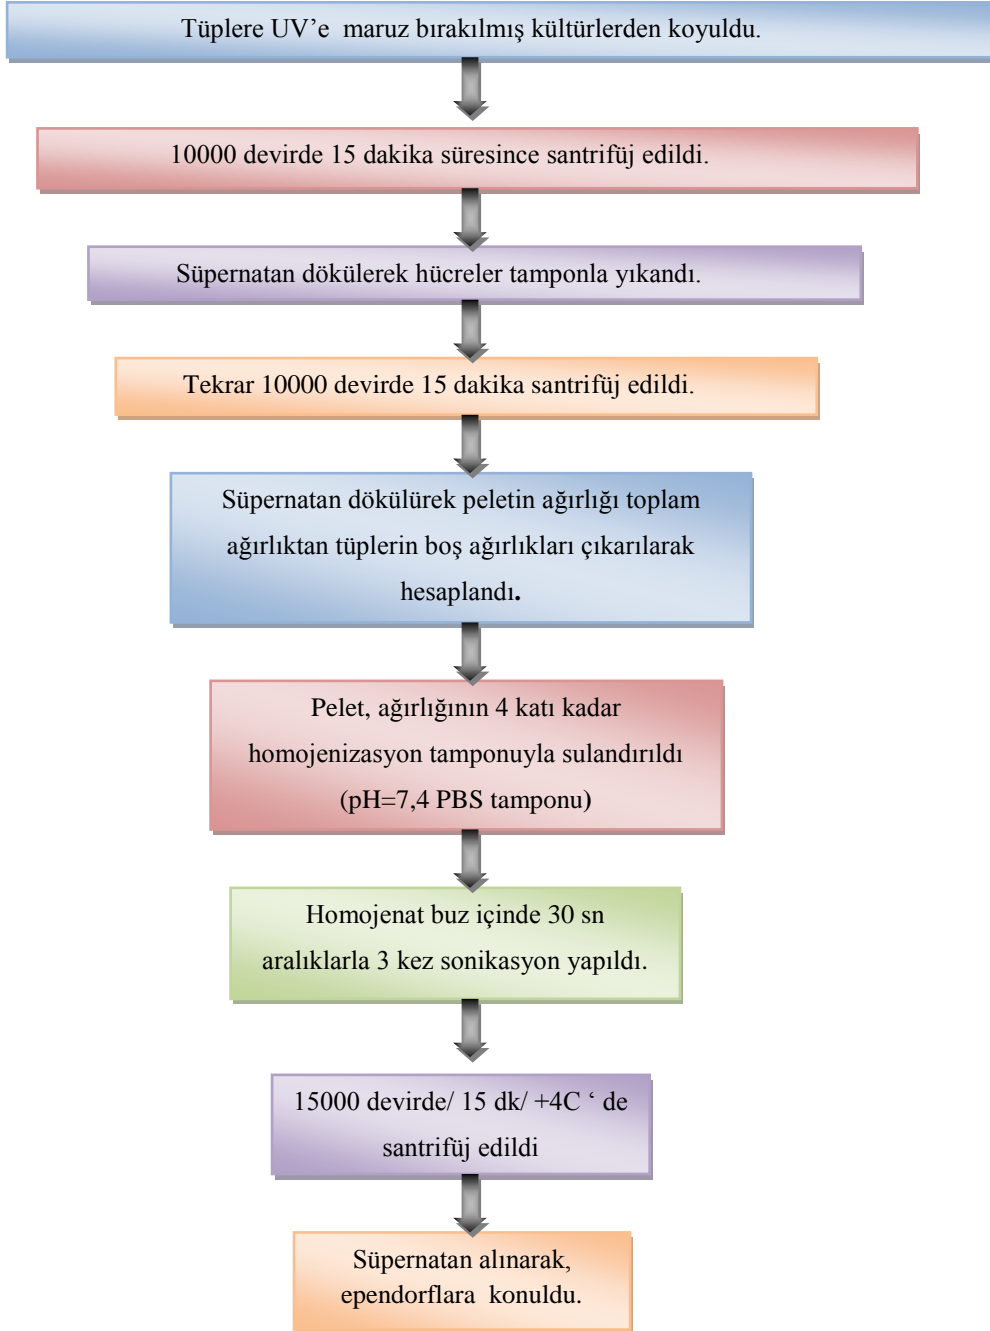 Tüplere UV’e maruz bırakılmış kültürlerden koyuldu.
10000 devirde 15 dakika süresince santrifüj edildi.
Süpernatan dökülerek hücreler tamponla yıkandı.
Tekrar 10000 devirde 15 dakika santrifüj edildi.
Süpernatan dökülürek peletin ağırlığı toplam
ağırlıktan tüplerin boş ağırlıkları çıkarılarak
hesaplandı.
Pelet, ağırlığının 4 katı kadar
homojenizasyon tamponuyla sulandırıldı
(pH=7,4 PBS tamponu)
Homojenat buz içinde 30 sn
aralıklarla 3 kez sonikasyon yapıldı.
15000 devirde/ 15 dk/ +4C ‘ de
santrifüj edildi
Süpernatan alınarak,
ependorflara konuldu.